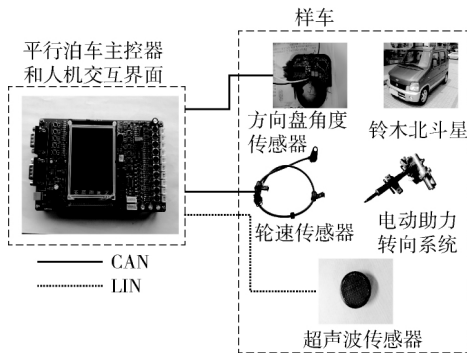 样车
平行泊车主控器
和人机交互界面
方向盘角度
传感器
铃木北斗星
轮速传感器
电动助力
转向系统
CAN
LIN
超声波传感器